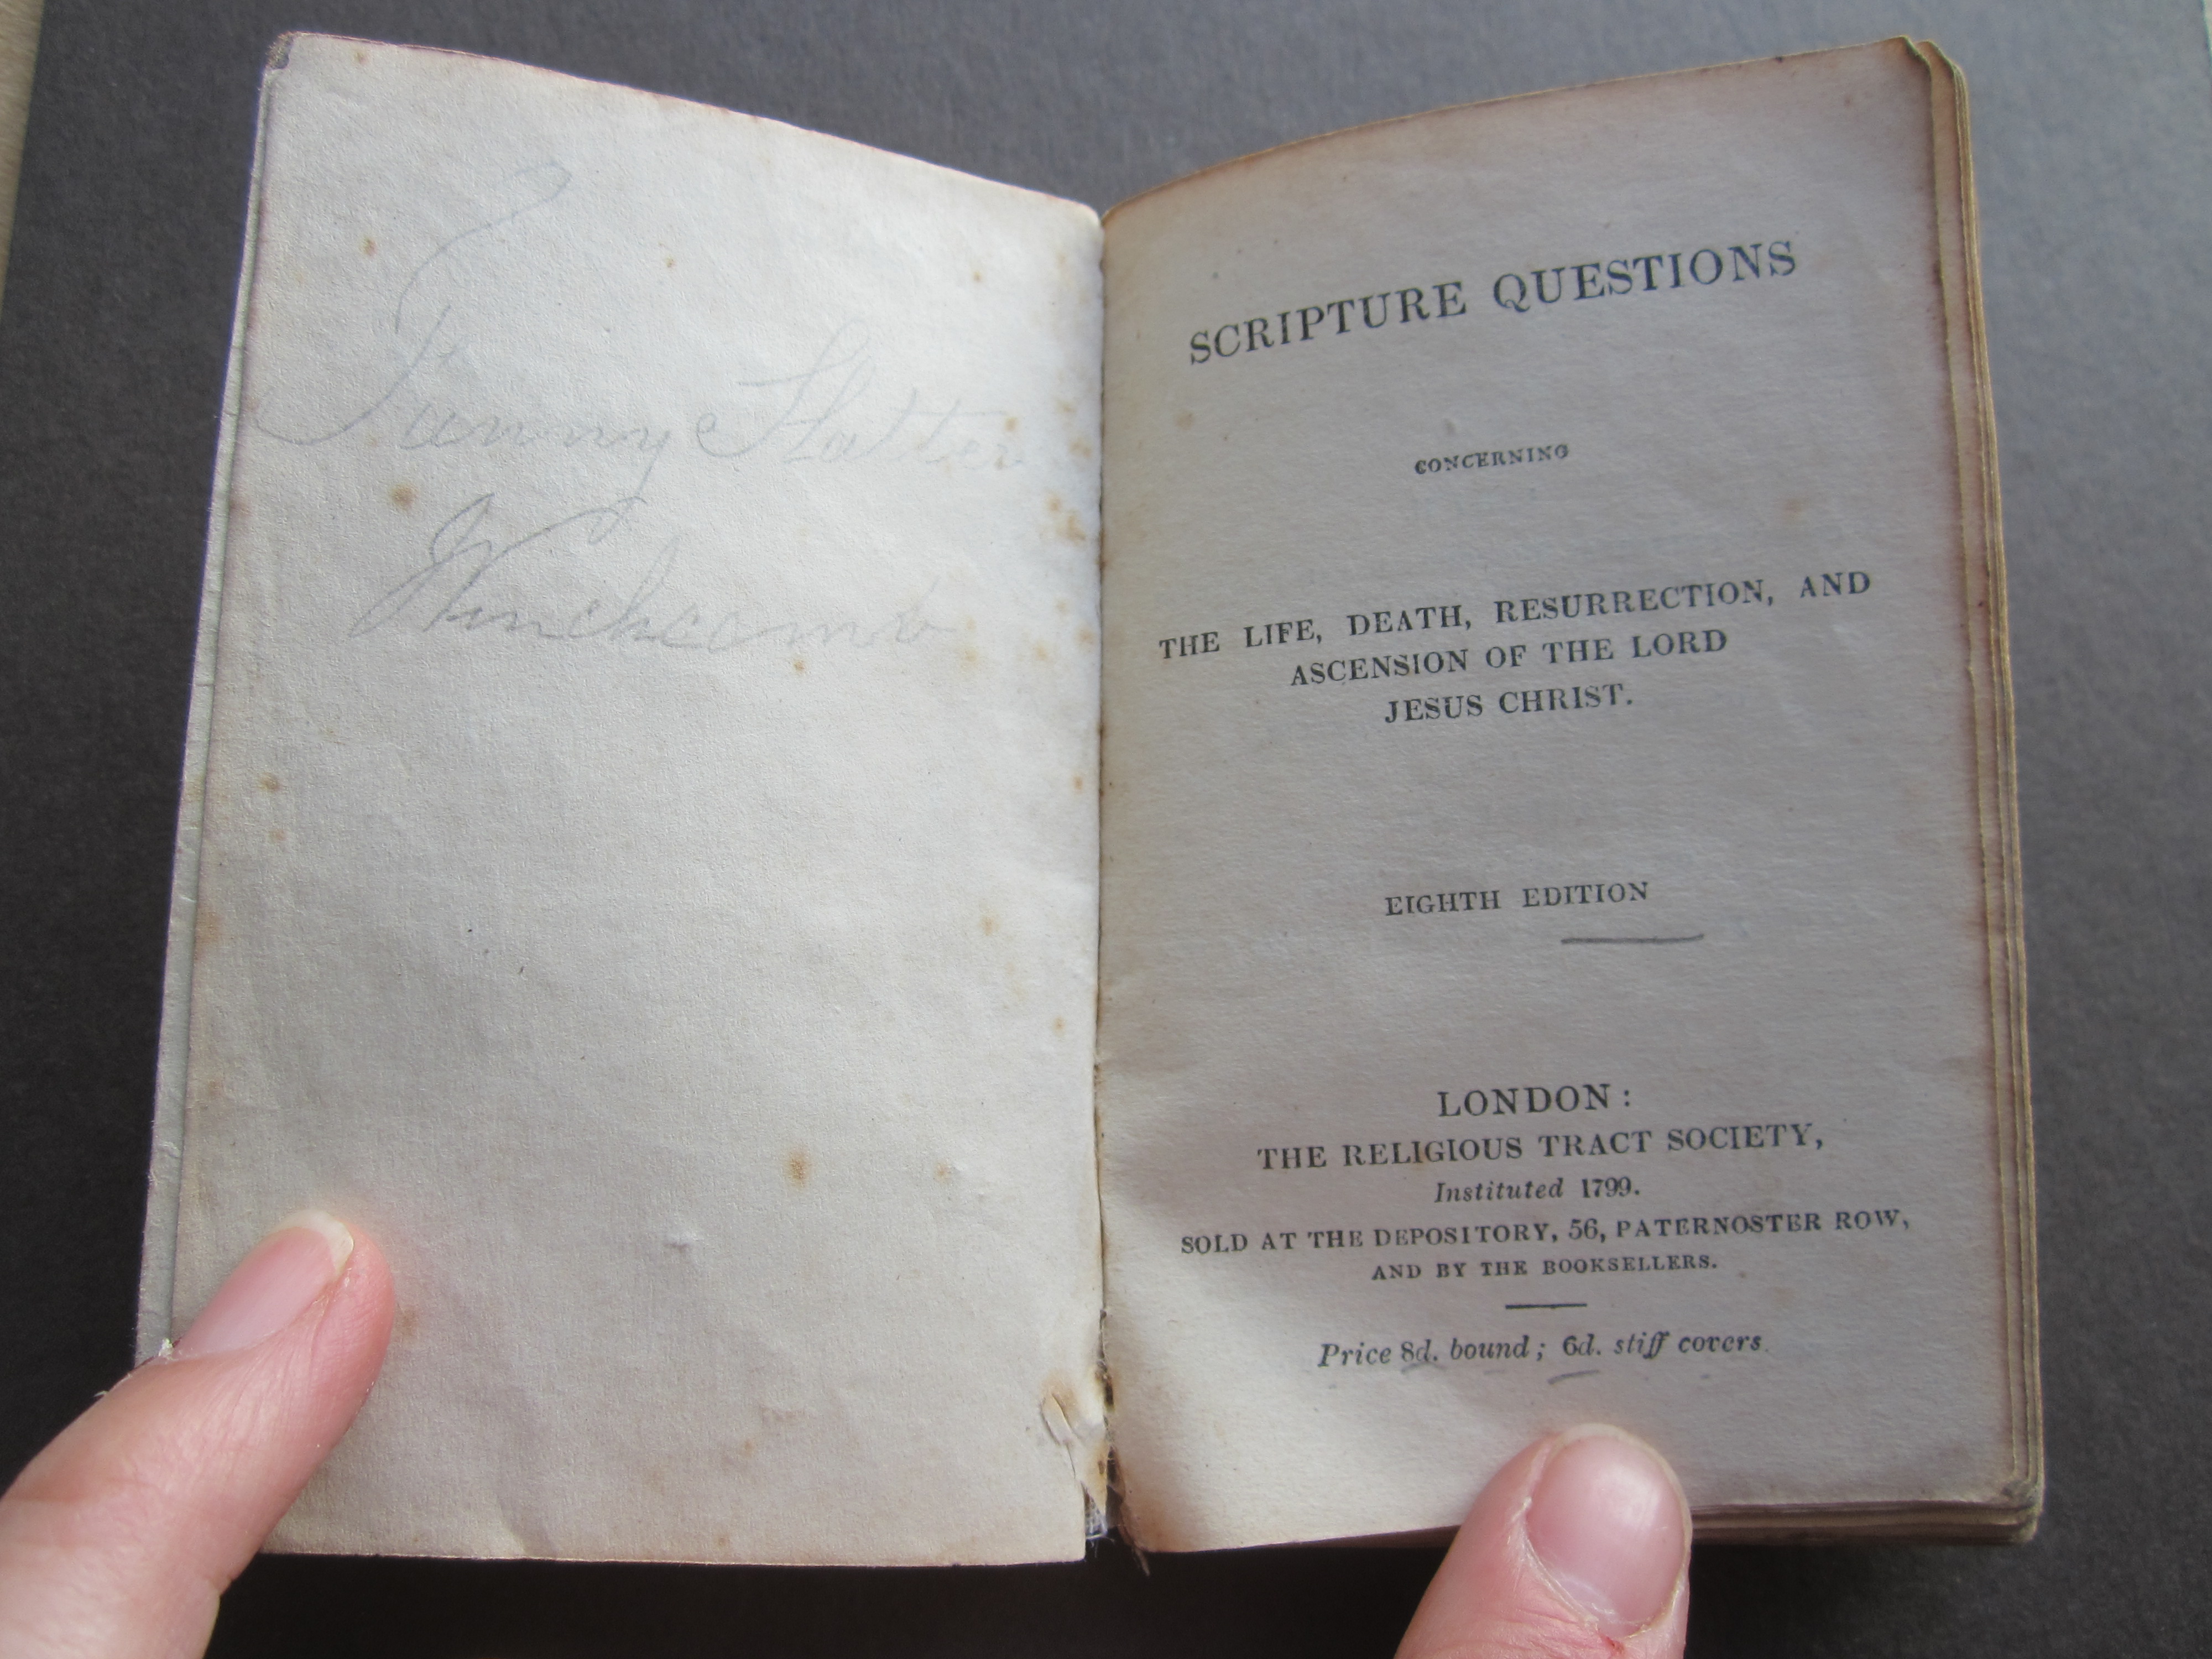 Fanny Slatter
Winchcomb
SCRIPTURE QUESTIONS
CONCERNING
THE LIFE, DEATH, RESURRECTION, AND
ASCENSION OF THE LORD
JESUS CHRIST.
EIGHTH EDITION
LONDON:
THE RELIGIOUS TRACT SOCIETY,
Instituted 1799.
SOLD AT THE DEPOSITORY, 56, PATERNOSTER ROW,
AND BY THE BOOKSELLERS.
Price 8d. bound; 6d. stiff covers.